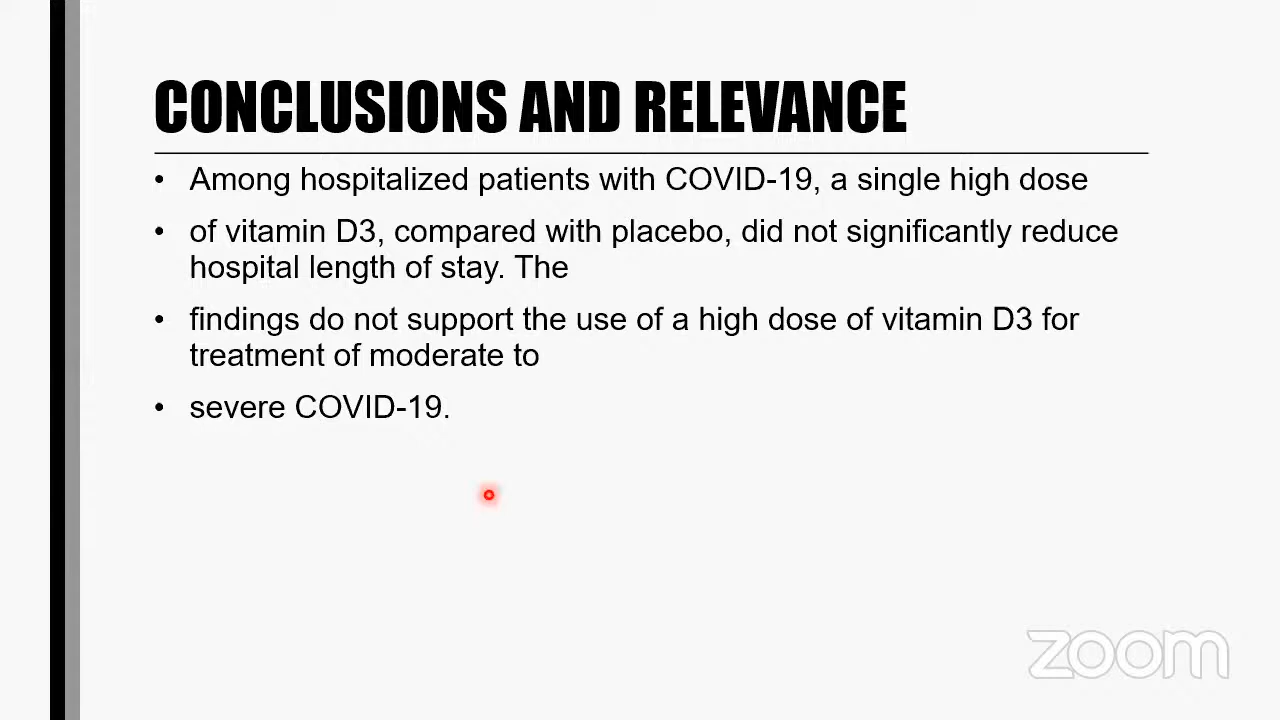 CONCLUSIONS AND RELEVANCE
• Among hospitalized patients with COVID-19, a single high dose
• of vitamin D3, compared with placebo, did not significantly reduce
hospital length of stay. The
• findings do not support the use of a high dose of vitamin D3 for
treatment of moderate to
• severe COVID-19.
zoom